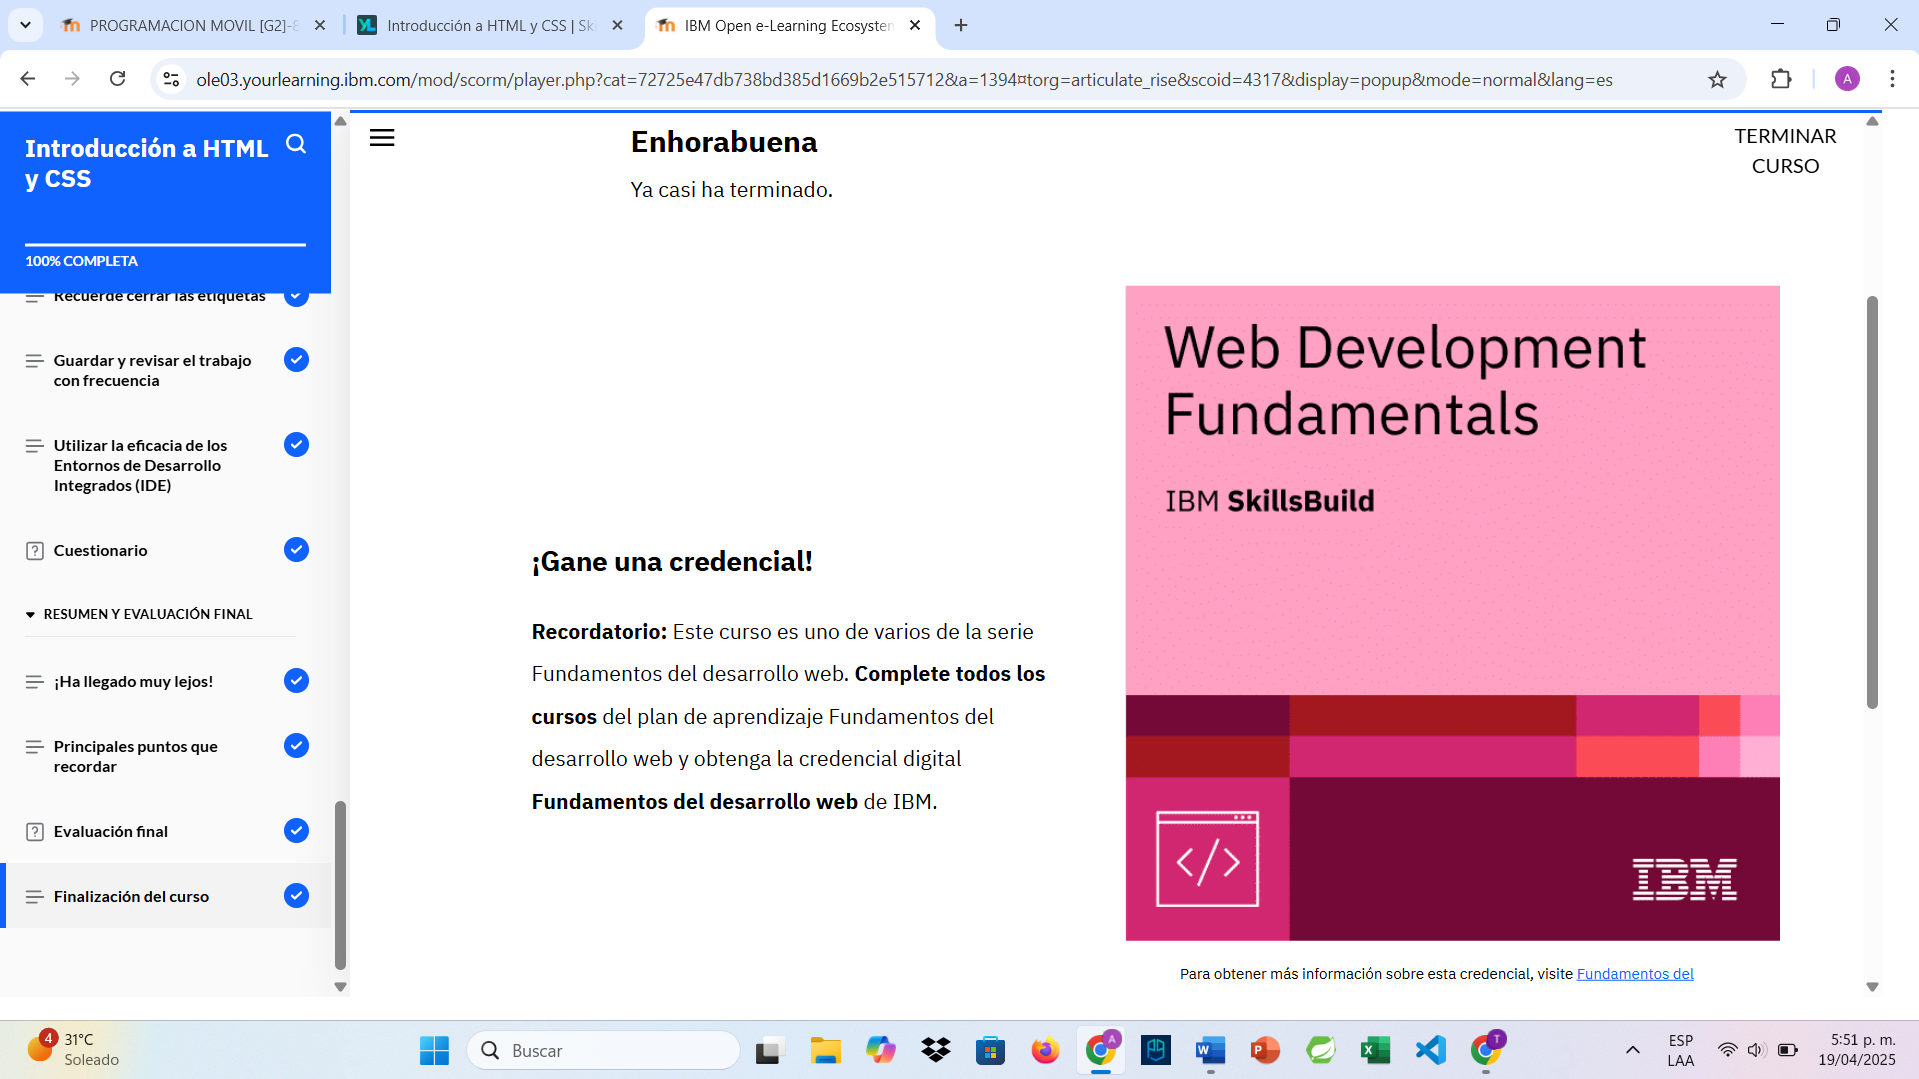 PROGRAMACION MOVIL [G2]-8
Introducción a HTML y CSS | Ski
IBM Open e-Learning Ecosystem
ole03.yourlearning.ibm.com/mod/scorm/player.php?cat=72725e47db738bd385d1669b2e515712&a=1394¤torg=articulate_rise&scoid=4317&display=popup&mode=normal&lang=es
A
Introducción a HTML
y CSS
100% COMPLETA
Recuerde cerrar las etiquetas
Guardar y revisar el trabajo
con frecuencia
Utilizar la eficacia de los
Entornos de Desarrollo
Integrados (IDE)
Cuestionario
RESUMEN Y EVALUACIÓN FINAL
¡Ha llegado muy lejos!
Principales puntos que
recordar
Evaluación final
Finalización del curso
Enhorabuena
Ya casi ha terminado.
TERMINAR
CURSO
¡Gane una credencial!
Recordatorio: Este curso es uno de varios de la serie
Fundamentos del desarrollo web. Complete todos los
cursos del plan de aprendizaje Fundamentos del
desarrollo web y obtenga la credencial digital
Fundamentos del desarrollo web de IBM.
Web Development
Fundamentals
IBM SkillsBuild
</>
IBM
Para obtener más información sobre esta credencial, visite Fundamentos del
4
31°C
Soleado
Buscar
A
W
P
X
T
ESP
LAA
5:51 p. m.
19/04/2025